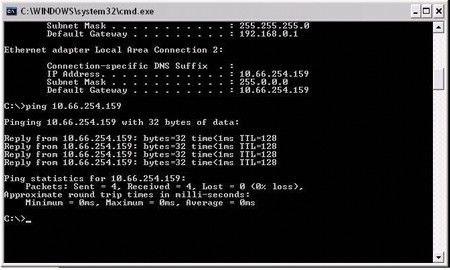 C:\WINDOWS\system32\cmd.exe
Subnet Mask . . . . . . . . . . . : 255.255.255.0
Default Gateway . . . . . . . . . : 192.168.0.1
Ethernet adapter Local Area Connection 2:
Connection-specific DNS Suffix  . :
IP Address. . . . . . . . . . . . : 10.66.254.159
Subnet Mask . . . . . . . . . . . : 255.0.0.0
Default Gateway . . . . . . . . . : 10.66.254.159
C:\>ping 10.66.254.159
Pinging 10.66.254.159 with 32 bytes of data:
Reply from 10.66.254.159: bytes=32 time<1ms TTL=128
Reply from 10.66.254.159: bytes=32 time<1ms TTL=128
Reply from 10.66.254.159: bytes=32 time<1ms TTL=128
Reply from 10.66.254.159: bytes=32 time<1ms TTL=128
Ping statistics for 10.66.254.159:
Packets: Sent = 4, Received = 4, Lost = 0 (0% loss),
Approximate round trip times in milli-seconds:
Minimum = 0ms, Maximum = 0ms, Average = 0ms
C:\>_